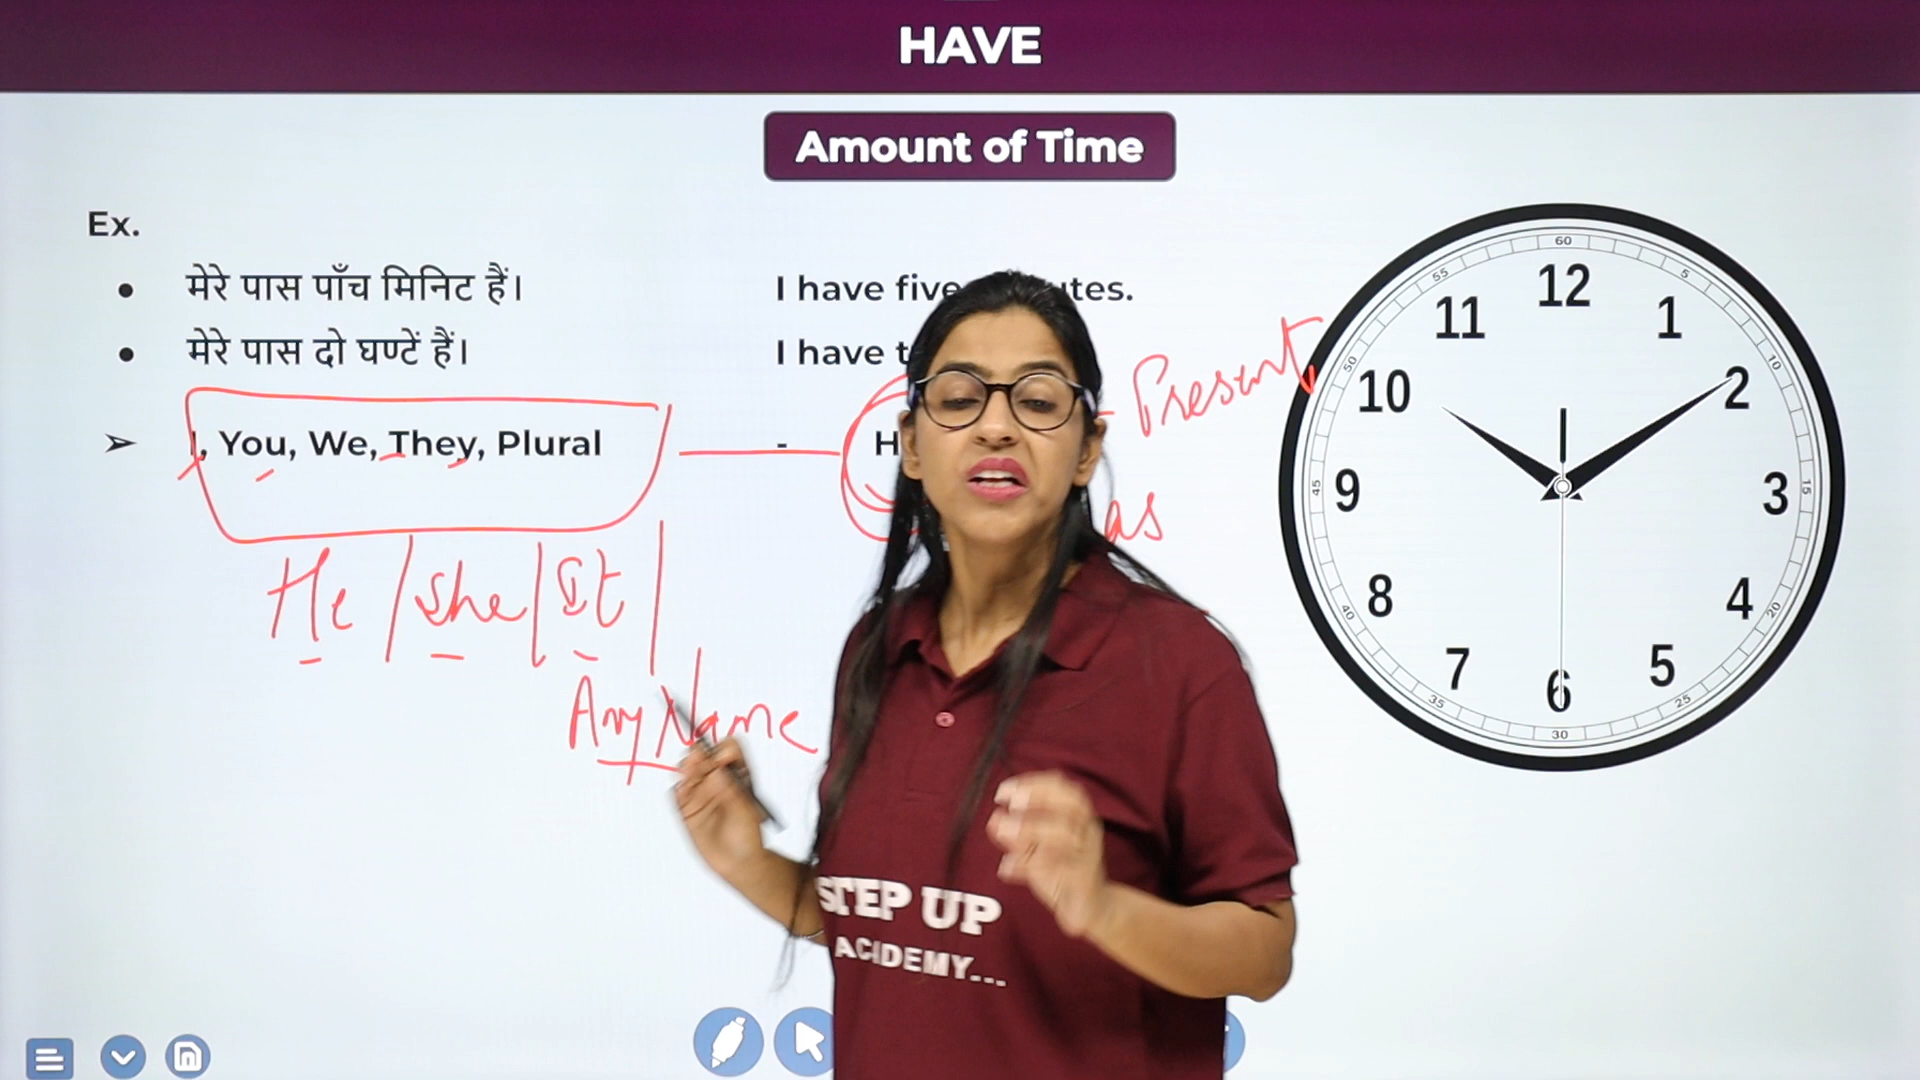 HAVE
Amount of Time
Ex.
मेरे पास पाँच मिनिट हैं। I have five
मेरे पास दो घण्टें हैं। I have
I, You, We, They, Plural -
Present
He / She / It /
Any Name
STEP UP
ACADEMY...
60
55 5
50 10
45 15
40 20
35 25
30
12
11 1
10 2
9 3
8 4
7 5
6